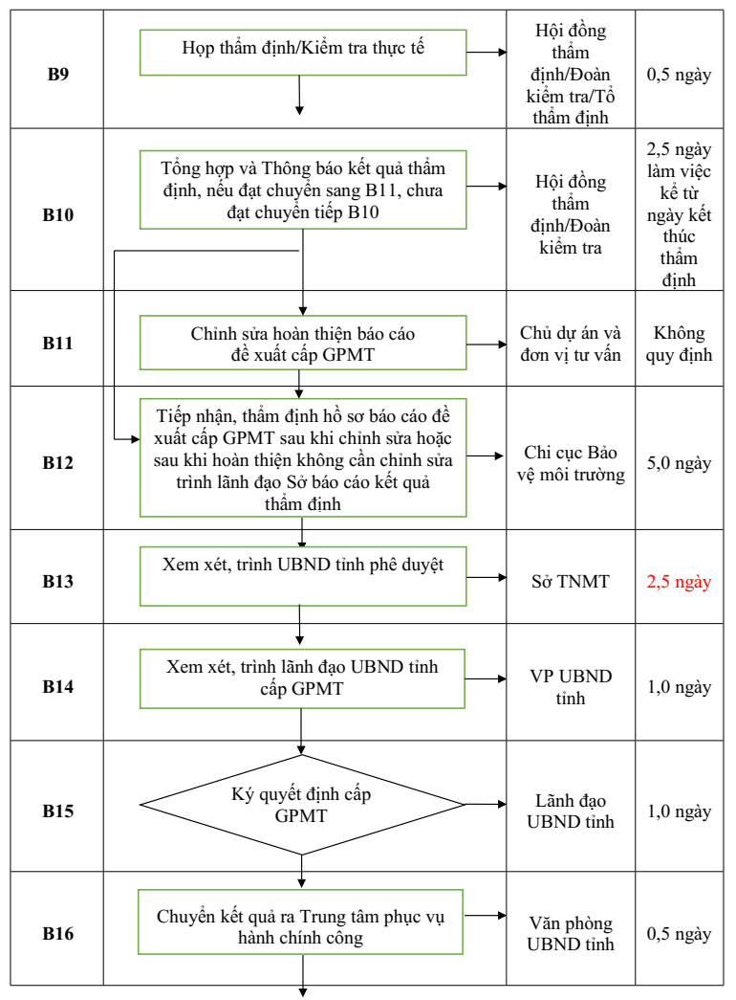 B9
Họp thẩm định/Kiểm tra thực tế
Hội đồng
thẩm
định/Đoàn
kiểm tra/Tổ
thẩm định
0,5 ngày
B10
Tổng hợp và Thông báo kết quả thẩm
định, nếu đạt chuyển sang B11, chưa
đạt chuyển tiếp B10
Hội đồng
thẩm
định/Đoàn
kiểm tra
2,5 ngày
làm việc
kể từ
ngày kết
thúc
thẩm
định
B11
Chỉnh sửa hoàn thiện báo cáo
đề xuất cấp GPMT
Chủ dự án và
đơn vị tư vấn
Không
quy định
B12
Tiếp nhận, thẩm định hồ sơ báo cáo đề
xuất cấp GPMT sau khi chỉnh sửa hoặc
sau khi hoàn thiện không cần chỉnh sửa
trình lãnh đạo Sở báo cáo kết quả
thẩm định
Chi cục Bảo
vệ môi trường
5,0 ngày
B13
Xem xét, trình UBND tỉnh phê duyệt
Sở TNMT
2,5 ngày
B14
Xem xét, trình lãnh đạo UBND tỉnh
cấp GPMT
VP UBND
tỉnh
1,0 ngày
B15
Ký quyết định cấp
GPMT
Lãnh đạo
UBND tỉnh
1,0 ngày
B16
Chuyển kết quả ra Trung tâm phục vụ
hành chính công
Văn phòng
UBND tỉnh
0,5 ngày